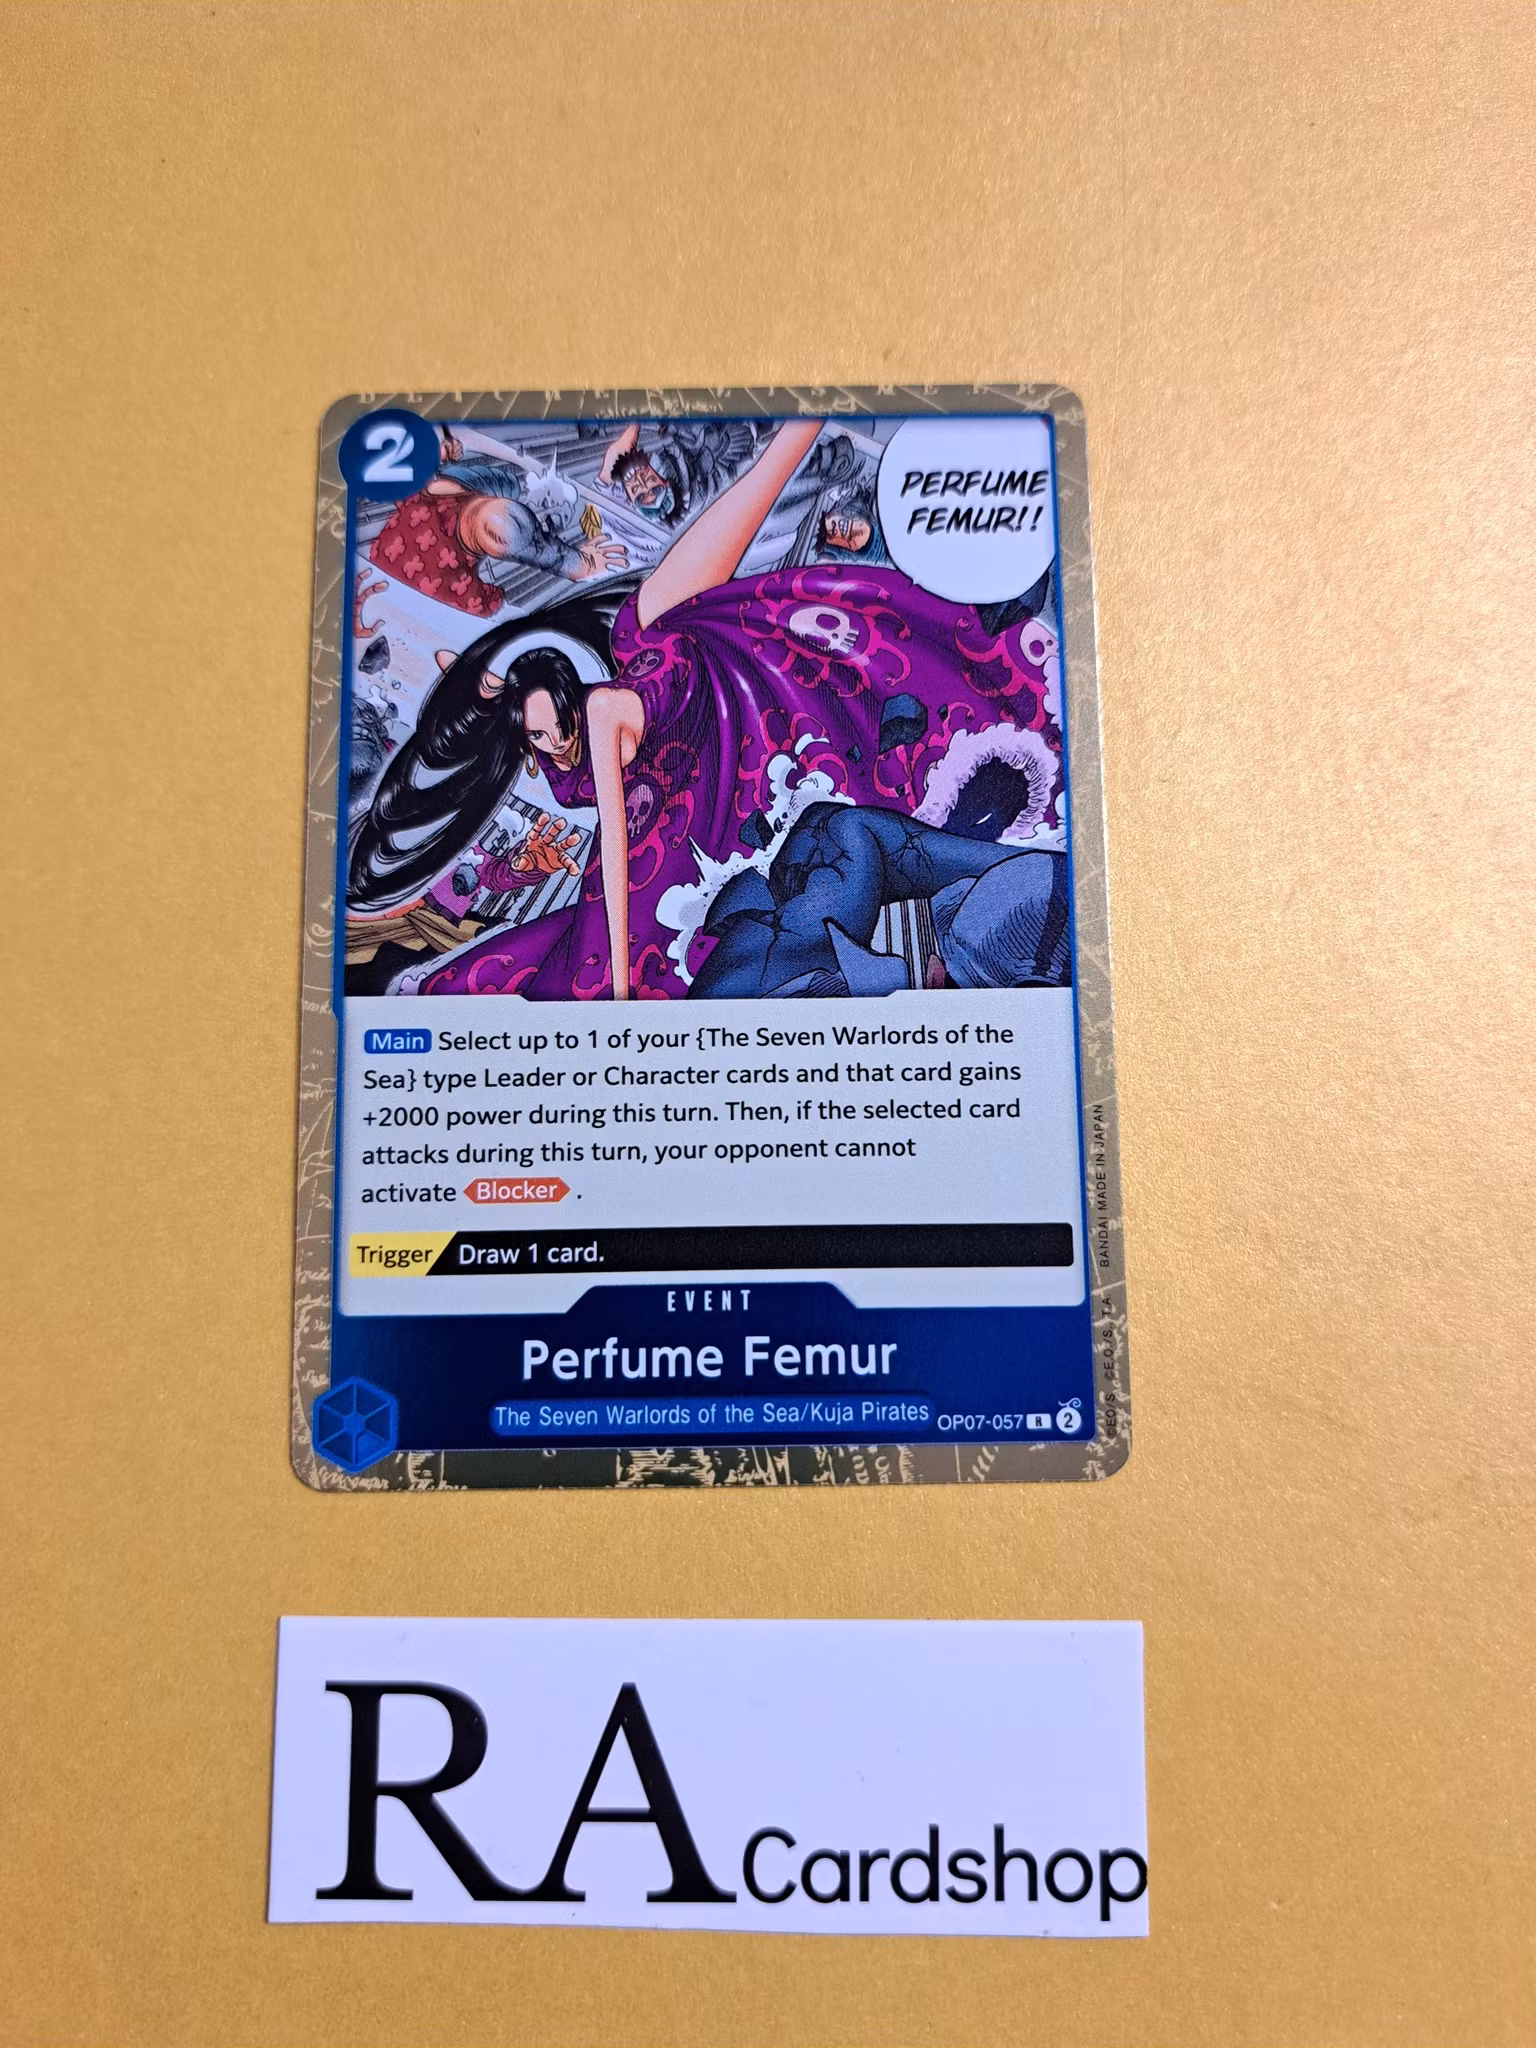 2
PERFUME
FEMUR!!
Main Select up to 1 of your {The Seven Warlords of the
Sea} type Leader or Character cards and that card gains
+2000 power during this turn. Then, if the selected card
attacks during this turn, your opponent cannot
activate Blocker .
Trigger Draw 1 card.
EVENT
Perfume Femur
The Seven Warlords of the Sea/Kuja Pirates OP07-057 R 2
©E.O/S. ©E.O./S., T.A. BANDAI MADE IN JAPAN
RA Cardshop